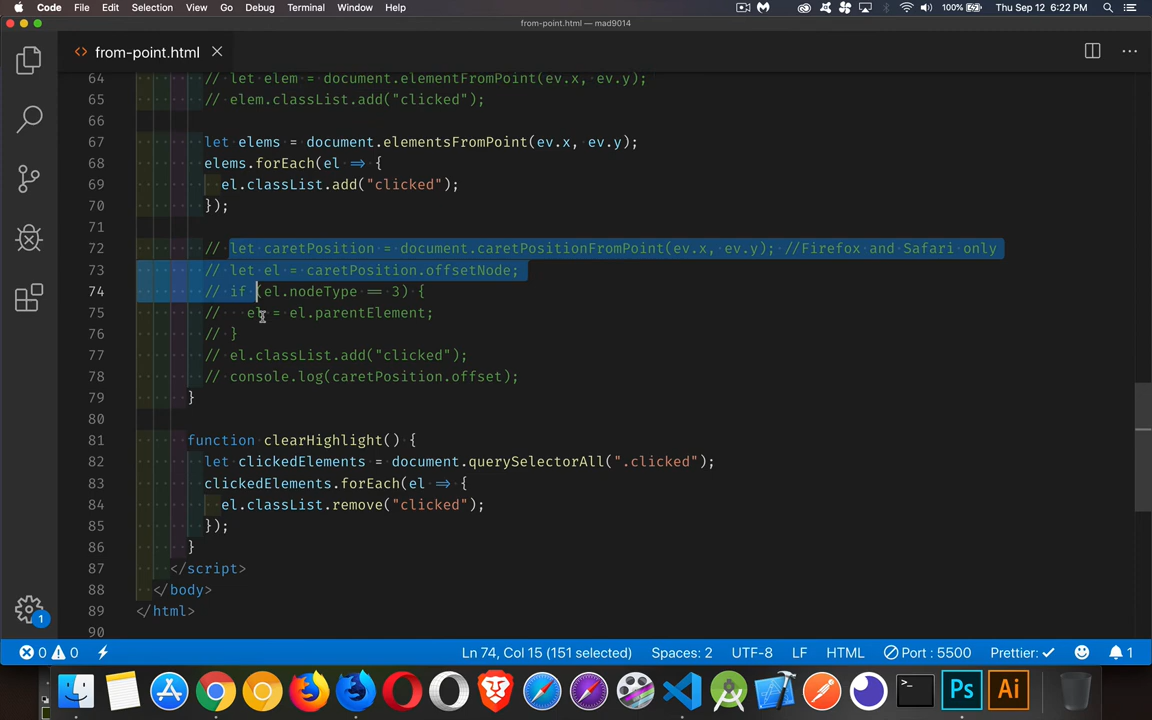 Code File Edit Selection View Go Debug Terminal Window Help 100% Thu Sep 12 6:22 PM
from-point.html — mad9014
<> from-point.html
64 // let elem = document.elementFromPoint(ev.x, ev.y);
65 // elem.classList.add("clicked");
66
67 let elems = document.elementsFromPoint(ev.x, ev.y);
68 elems.forEach(el => {
69 el.classList.add("clicked");
70 });
71
72 // let caretPosition = document.caretPositionFromPoint(ev.x, ev.y); //Firefox and Safari only
73 // let el = caretPosition.offsetNode;
74 // if (el.nodeType == 3) {
75 // el = el.parentElement;
76 // }
77 // el.classList.add("clicked");
78 // console.log(caretPosition.offset);
79 }
80
81 function clearHighlight() {
82 let clickedElements = document.querySelectorAll(".clicked");
83 clickedElements.forEach(el => {
84 el.classList.remove("clicked");
85 });
86 }
87 </script>
88 </body>
89 </html>
90
1
0 0 Ln 74, Col 15 (151 selected) Spaces: 2 UTF-8 LF HTML Port : 5500 Prettier: ✓ 1
Ps Ai